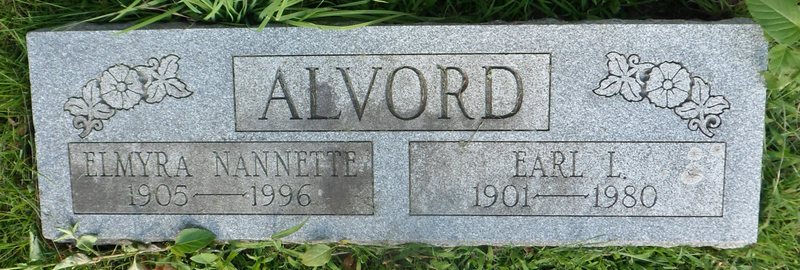 ALVORD
ELMYRA NANNETTE
1905—1996
EARL L.
1901—1980